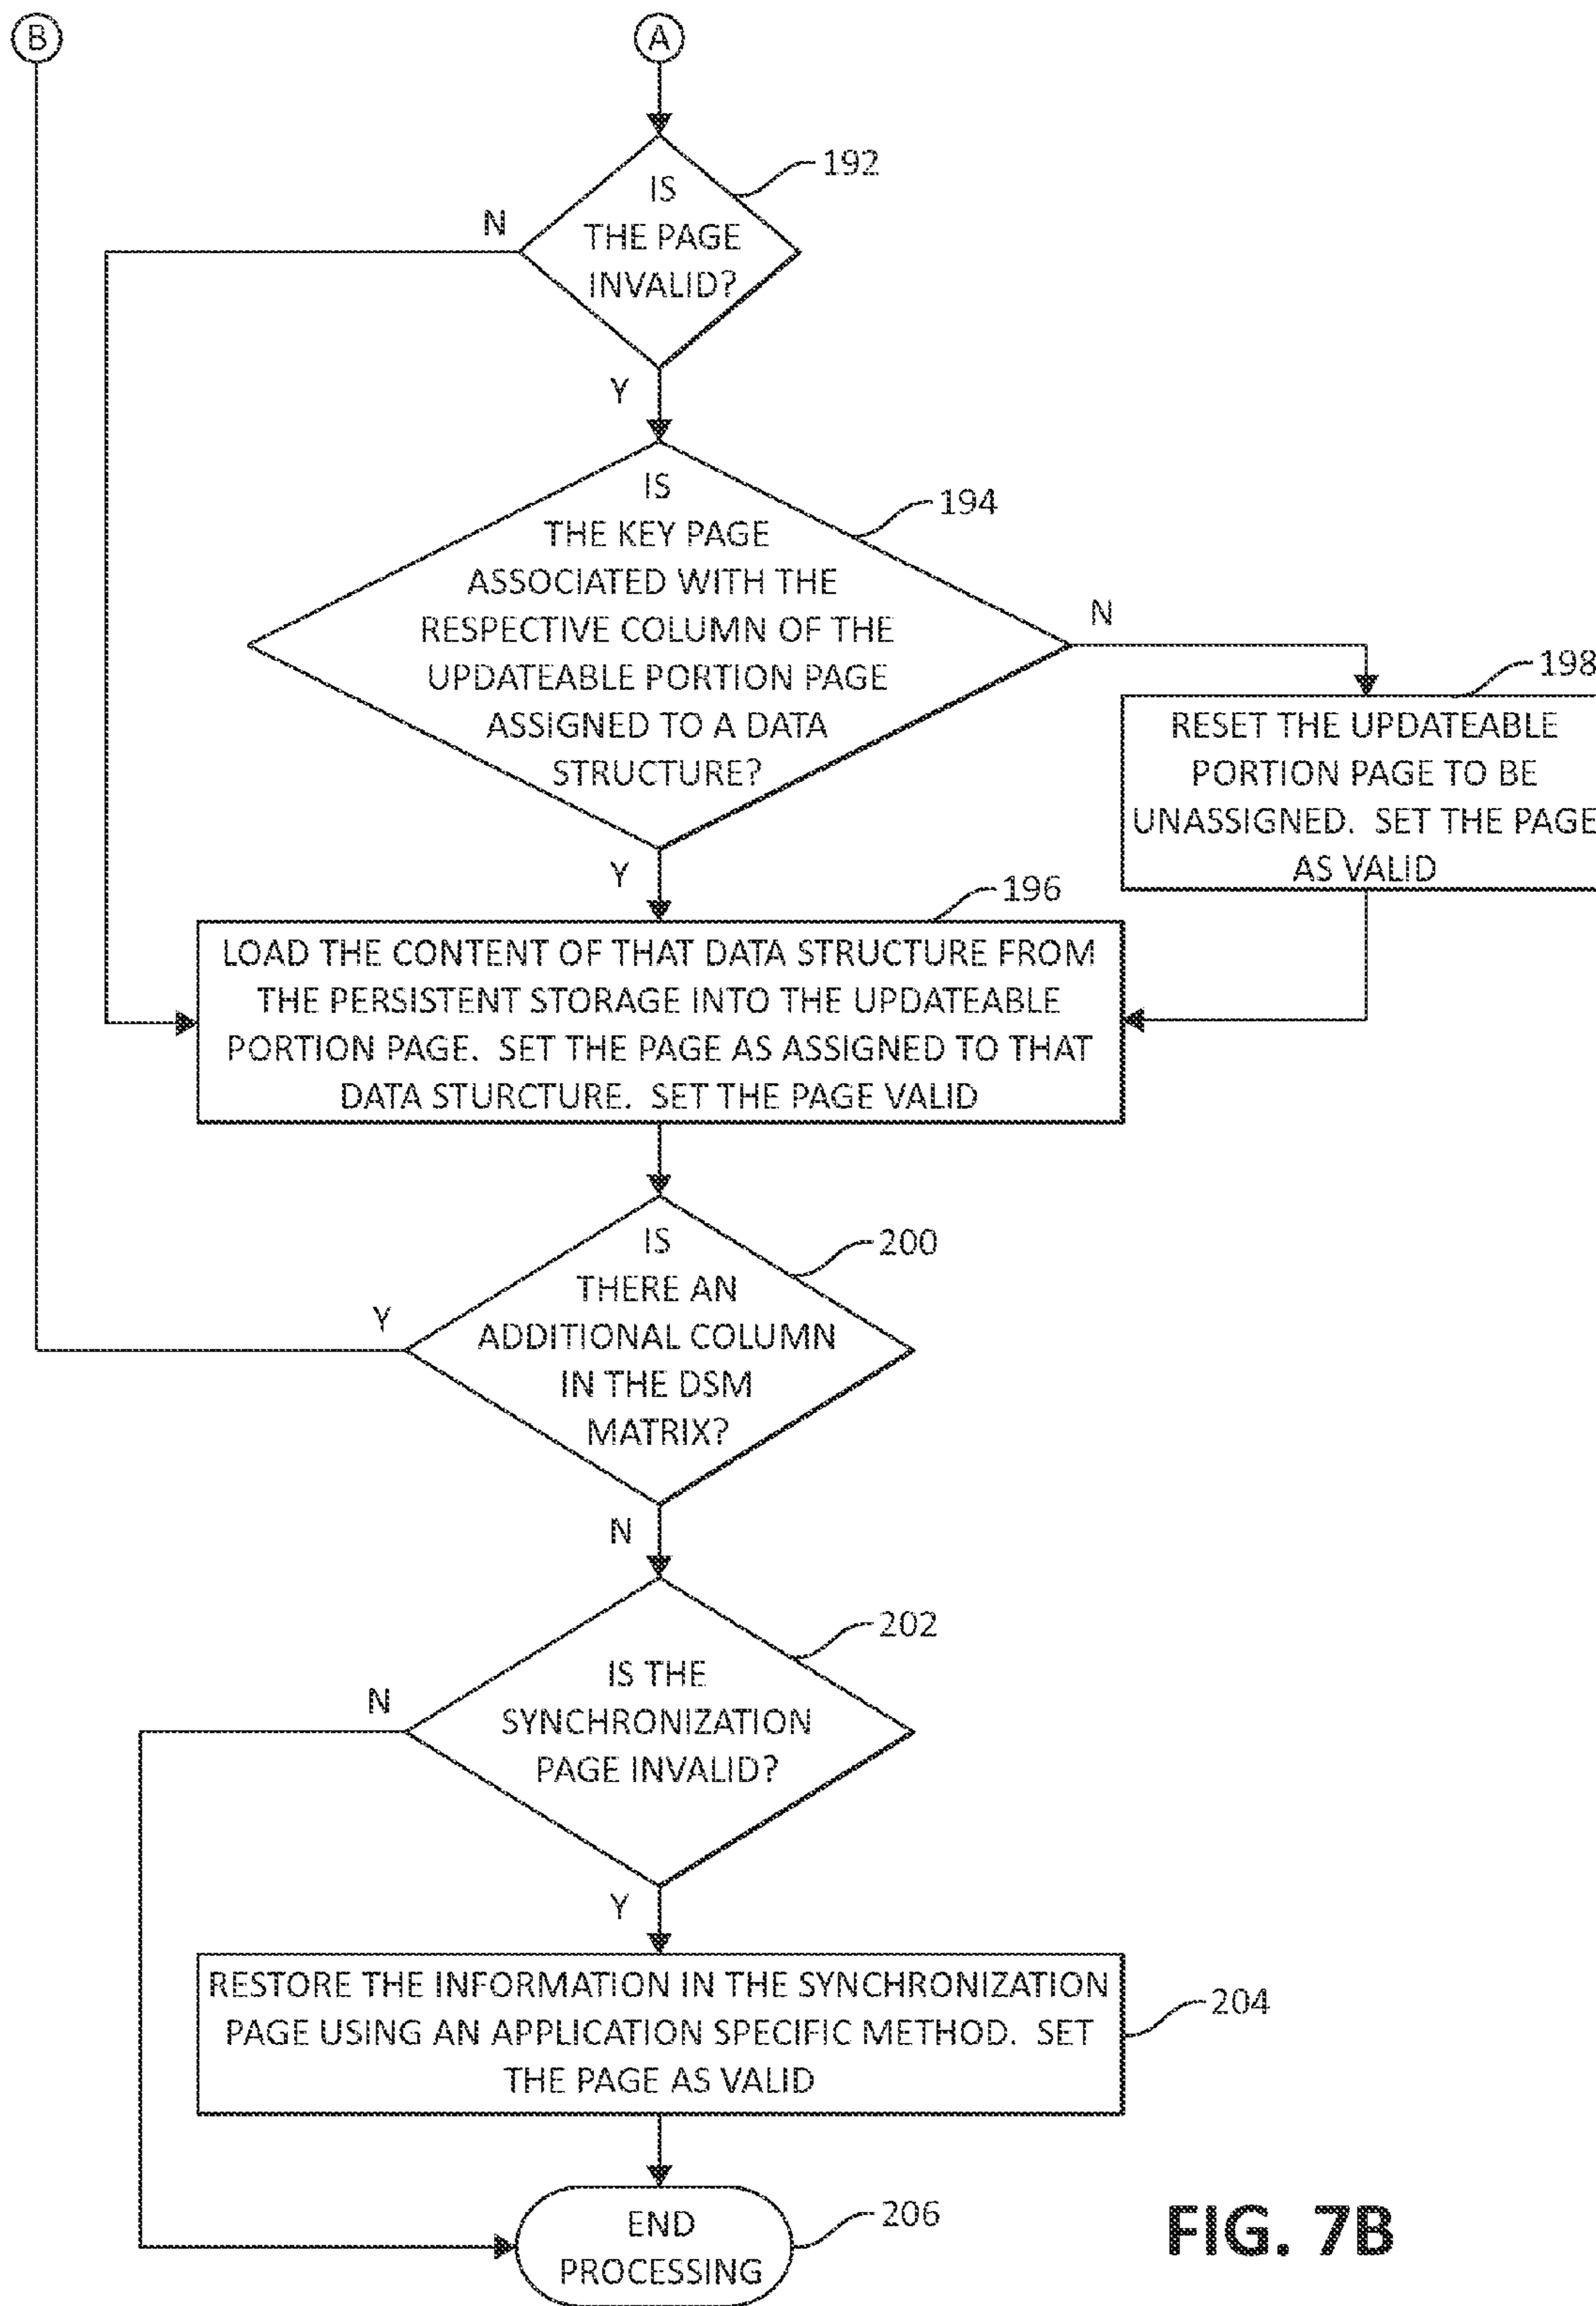 B
A
192
IS
THE PAGE
INVALID?
N
Y
IS
THE KEY PAGE
ASSOCIATED WITH THE
RESPECTIVE COLUMN OF THE
UPDATEABLE PORTION PAGE
ASSIGNED TO A DATA
STRUCTURE?
194
N
Y
198
RESET THE UPDATEABLE
PORTION PAGE TO BE
UNASSIGNED. SET THE PAGE
AS VALID
196
LOAD THE CONTENT OF THAT DATA STRUCTURE FROM
THE PERSISTENT STORAGE INTO THE UPDATEABLE
PORTION PAGE. SET THE PAGE AS ASSIGNED TO THAT
DATA STURCTURE. SET THE PAGE VALID
IS
THERE AN
ADDITIONAL COLUMN
IN THE DSM
MATRIX?
200
Y
N
202
IS THE
SYNCHRONIZATION
PAGE INVALID?
N
Y
RESTORE THE INFORMATION IN THE SYNCHRONIZATION
PAGE USING AN APPLICATION SPECIFIC METHOD. SET
THE PAGE AS VALID
204
END
PROCESSING
206
FIG. 7B